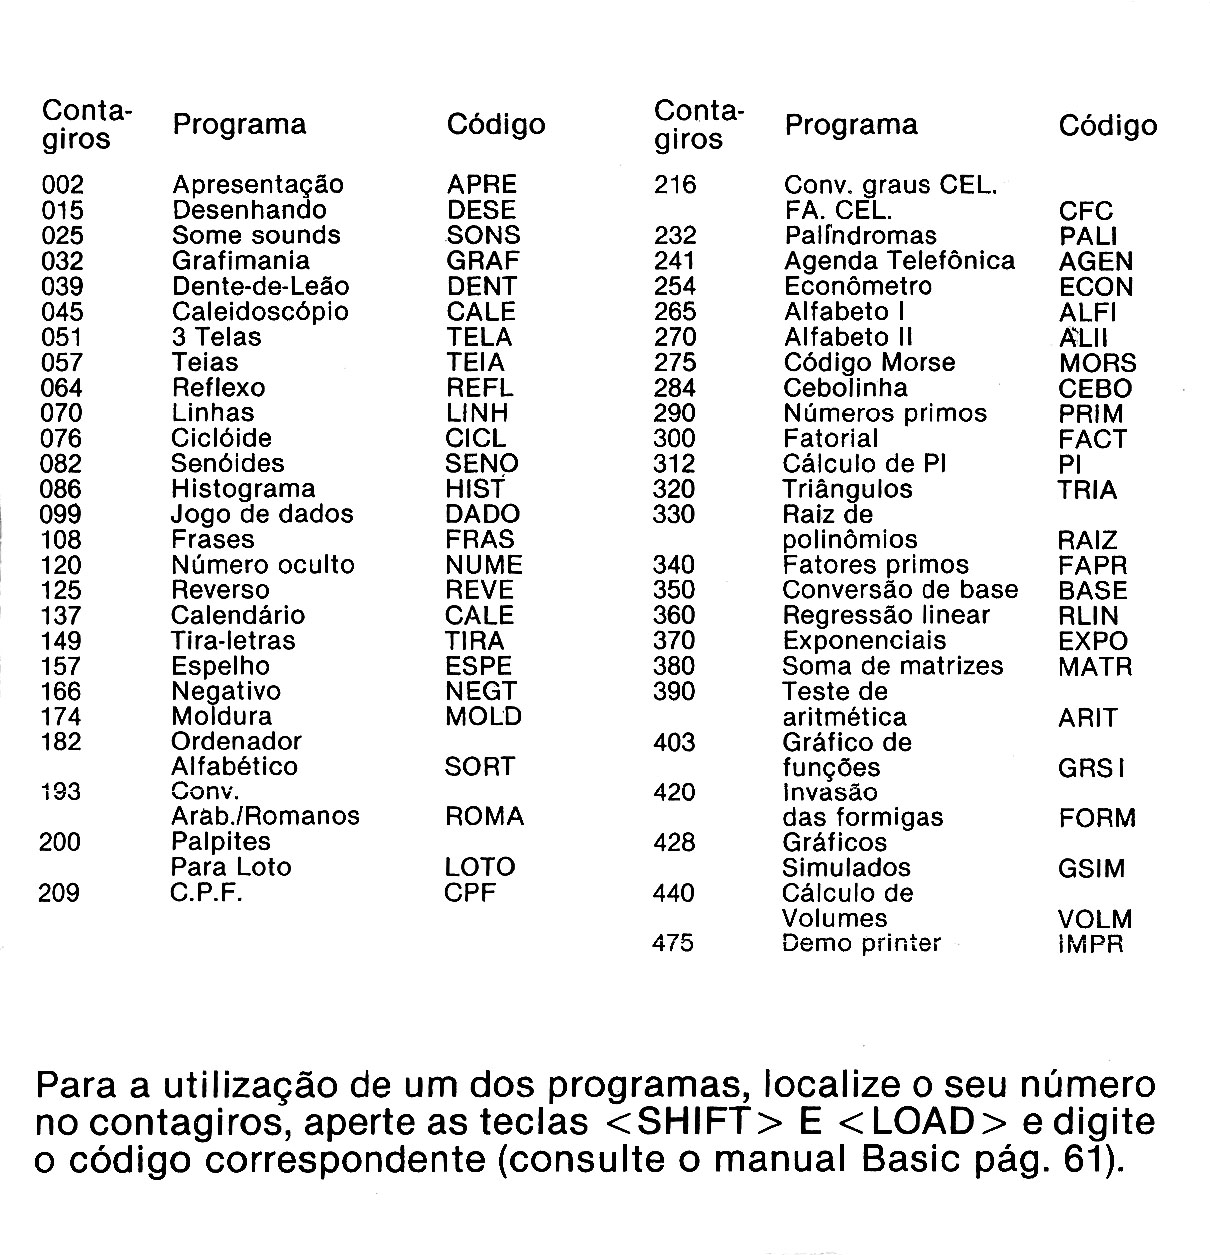 Conta-
giros Programa Código
002 Apresentação APRE
015 Desenhando DESE
025 Some sounds SONS
032 Grafimania GRAF
039 Dente-de-Leão DENT
045 Caleidoscópio CALE
051 3 Telas TELA
057 Teias TEIA
064 Reflexo REFL
070 Linhas LINH
076 Ciclóide CICL
082 Senóides SENO
086 Histograma HIST
099 Jogo de dados DADO
108 Frases FRAS
120 Número oculto NUME
125 Reverso REVE
137 Calendário CALE
149 Tira-letras TIRA
157 Espelho ESPE
166 Negativo NEGT
174 Moldura MOLD
182 Ordenador
Alfabético SORT
193 Conv.
Arab./Romanos ROMA
200 Palpites
Para Loto LOTO
209 C.P.F. CPF
Conta-
giros Programa Código
216 Conv. graus CEL.
FA. CEL. CFC
232 Palíndromas PALI
241 Agenda Telefônica AGEN
254 Econômetro ECON
265 Alfabeto I ALFI
270 Alfabeto II ALII
275 Código Morse MORS
284 Cebolinha CEBO
290 Números primos PRIM
300 Fatorial FACT
312 Cálculo de PI PI
320 Triângulos TRIA
330 Raiz de
polinômios RAIZ
340 Fatores primos FAPR
350 Conversão de base BASE
360 Regressão linear RLIN
370 Exponenciais EXPO
380 Soma de matrizes MATR
390 Teste de
aritmética ARIT
403 Gráfico de
funções GRSI
420 Invasão
das formigas FORM
428 Gráficos
Simulados GSIM
440 Cálculo de
Volumes VOLM
475 Demo printer IMPR
Para a utilização de um dos programas, localize o seu número
no contagiros, aperte as teclas <SHIFT> E <LOAD> e digite
o código correspondente (consulte o manual Basic pág. 61).